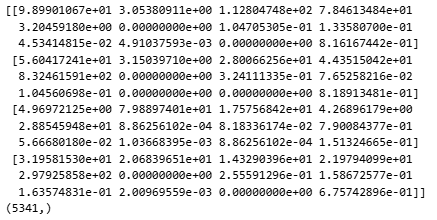 [[9.89901067e+01 3.05380911e+00 1.12804748e+02 7.84613484e+01
3.20459180e+00 0.00000000e+00 1.04705305e-01 1.33580700e-01
4.53414815e-02 4.91037593e-03 0.00000000e+00 8.16167442e-01]
[5.60417241e+01 3.15039710e+00 2.80066256e+01 4.43515042e+01
8.32461591e+02 0.00000000e+00 3.24111335e-01 7.65258216e-02
1.04560698e-01 0.00000000e+00 0.00000000e+00 8.18913481e-01]
[4.96972125e+00 7.98897401e+01 1.75756842e+01 4.26896179e+00
2.88545948e+01 8.86256102e-04 8.18336174e-02 7.90084377e-01
5.66680180e-02 1.03668395e-03 8.86256102e-04 1.51324665e-01]
[3.19581530e+01 2.06839651e+01 1.43290396e+01 2.19794099e+01
2.97925858e+02 0.00000000e+00 2.55591296e-01 1.58672577e-01
1.63574831e-01 2.00969559e-03 0.00000000e+00 6.75742896e-01]]
(5341,)